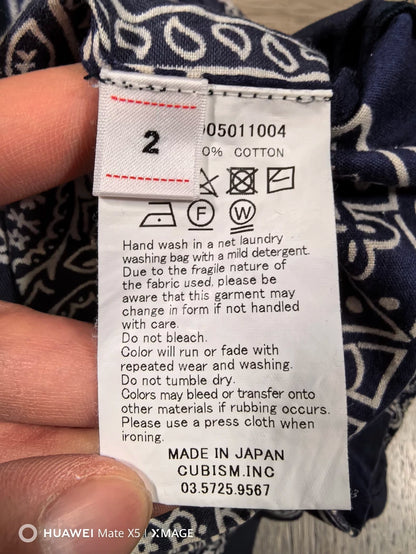 2
005011004
0% COTTON
F
W
Hand wash in a net laundry
washing bag with a mild detergent.
Due to the fragile nature of
the fabric used, please be
aware that this garment may
change in form if not handled
with care.
Do not bleach.
Color will run or fade with
repeated wear and washing.
Do not tumble dry.
Colors may bleed or transfer onto
other materials if rubbing occurs.
Please use a press cloth when
ironing.
MADE IN JAPAN
CUBISM.INC
03.5725.9567
HUAWEI Mate X5 | XMAGE